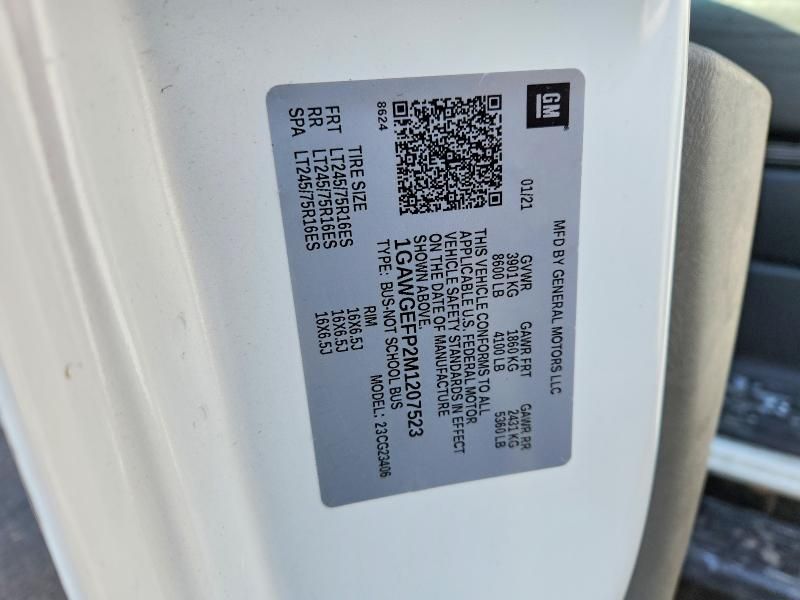 GM
MFD BY GENERAL MOTORS LLC
01/21
GVWR GAWR FRT GAWR RR
3901 KG 1860 KG 2431 KG
8600 LB 4100 LB 5360 LB
THIS VEHICLE CONFORMS TO ALL
APPLICABLE U.S. FEDERAL MOTOR
VEHICLE SAFETY STANDARDS IN EFFECT
ON THE DATE OF MANUFACTURE
SHOWN ABOVE.
1GAWGEFP2M1207523
TYPE: BUS-NOT SCHOOL BUS
MODEL: 23CG23406
8624
TIRE SIZE RIM
FRT LT245/75R16ES 16X6.5J
RR LT245/75R16ES 16X6.5J
SPA LT245/75R16ES 16X6.5J